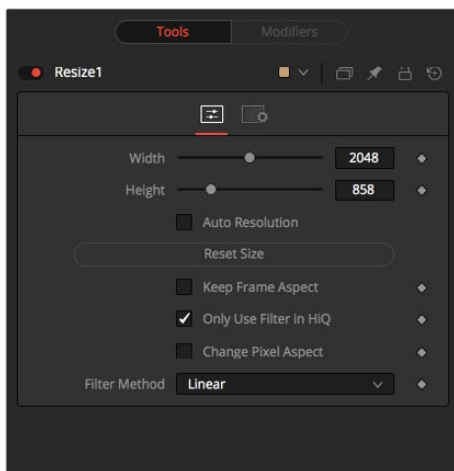 Tools Modifiers
Resize1
Width 2048
Height 858
Auto Resolution
Reset Size
Keep Frame Aspect
Only Use Filter in HiQ
Change Pixel Aspect
Filter Method Linear